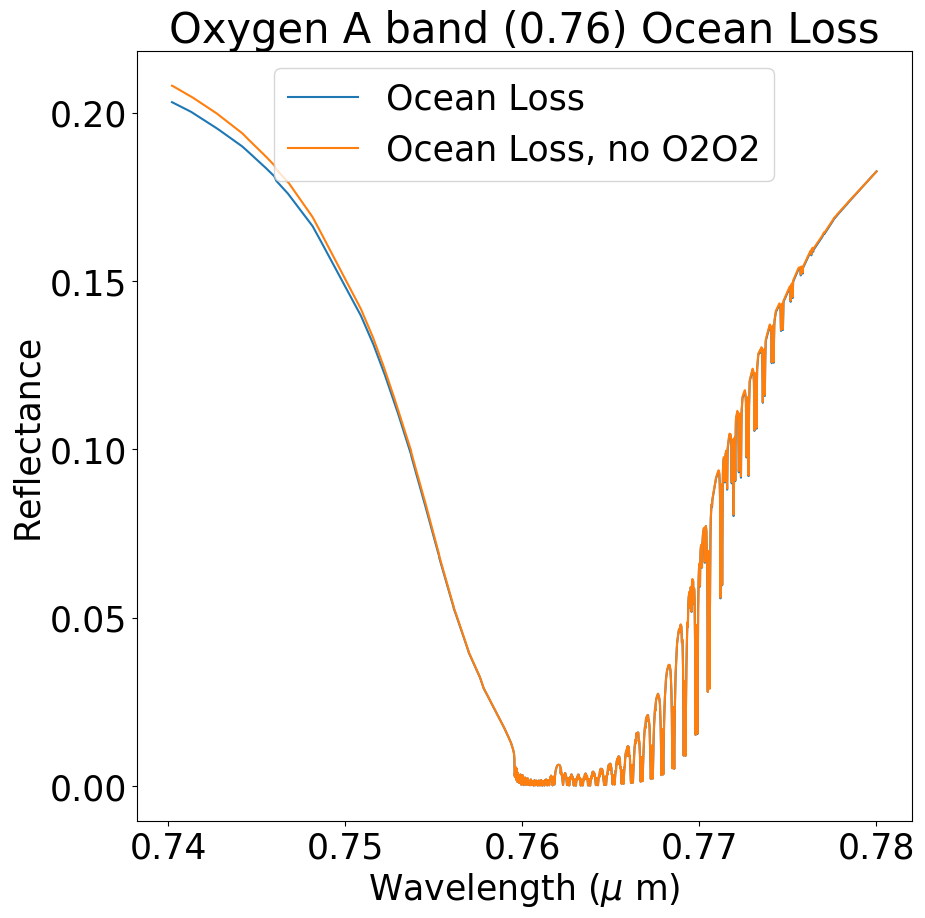 Oxygen A band (0.76) Ocean Loss
Ocean Loss
Ocean Loss, no O2O2
0.20
0.15
0.10
0.05
0.00
Reflectance
0.74 0.75 0.76 0.77 0.78
Wavelength (μ m)